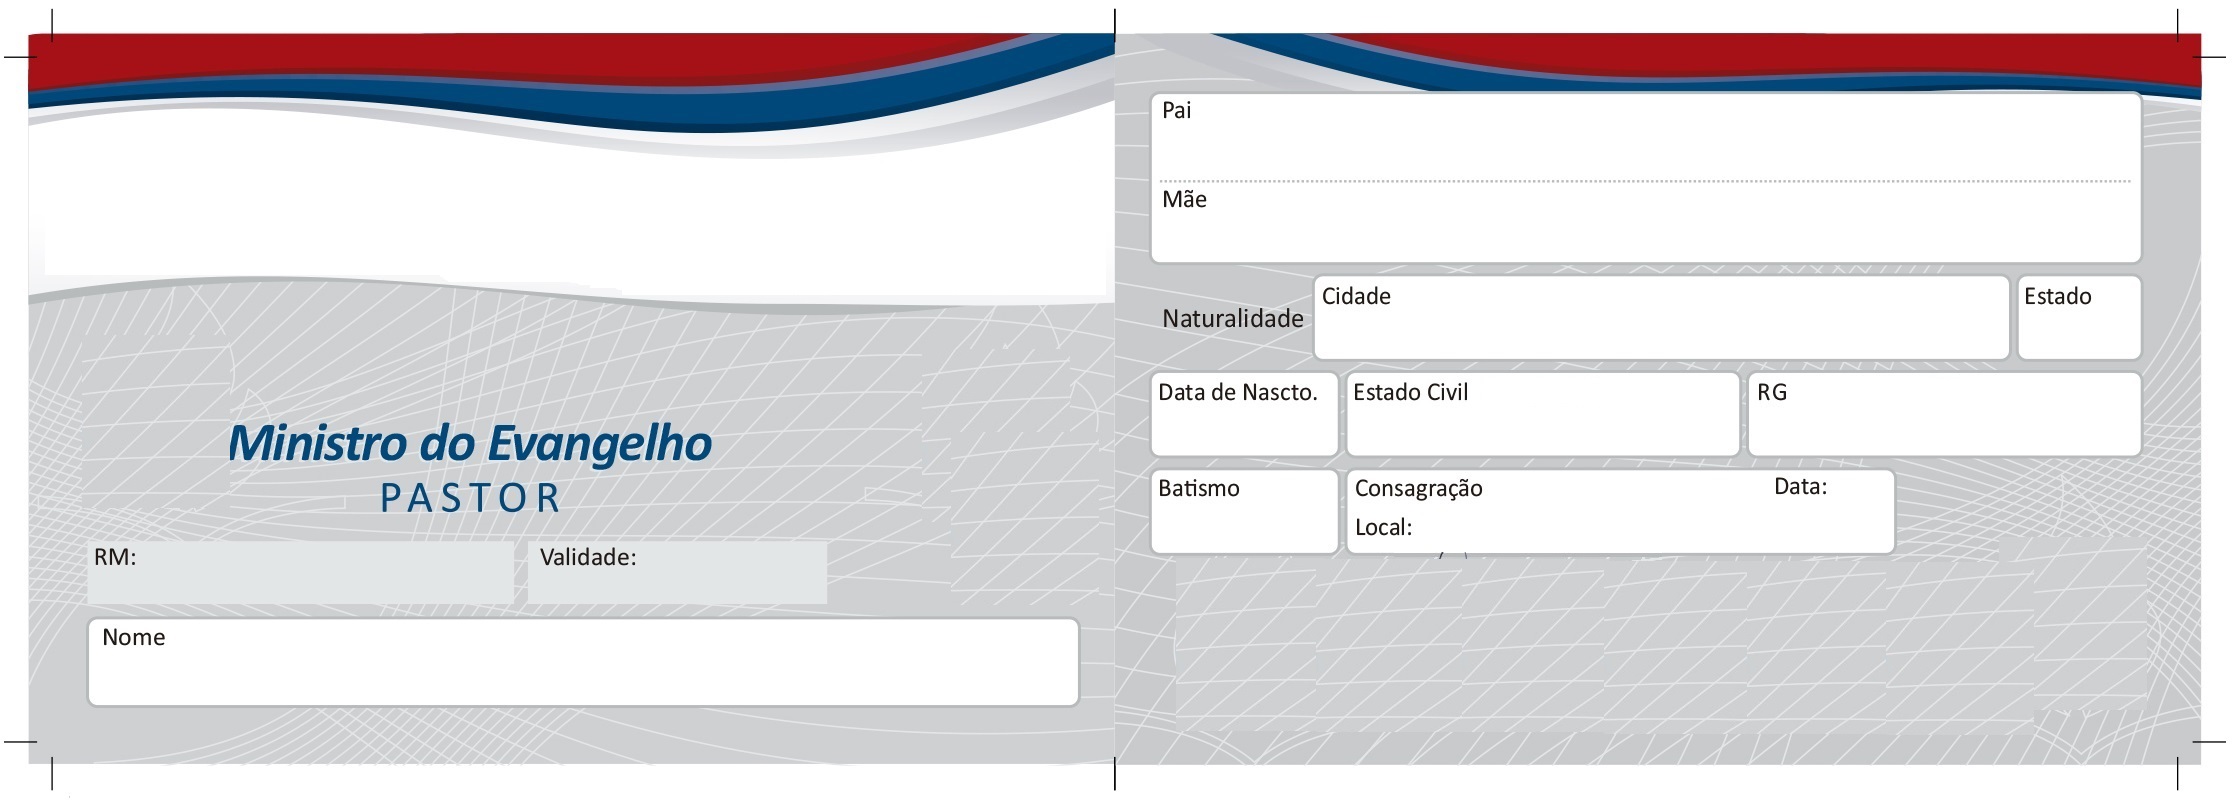 Ministro do Evangelho
PASTOR
RM:
Validade:
Nome
Pai
Mãe
Naturalidade
Cidade
Estado
Data de Nascto.
Estado Civil
RG
Batismo
Consagração
Data:
Local: